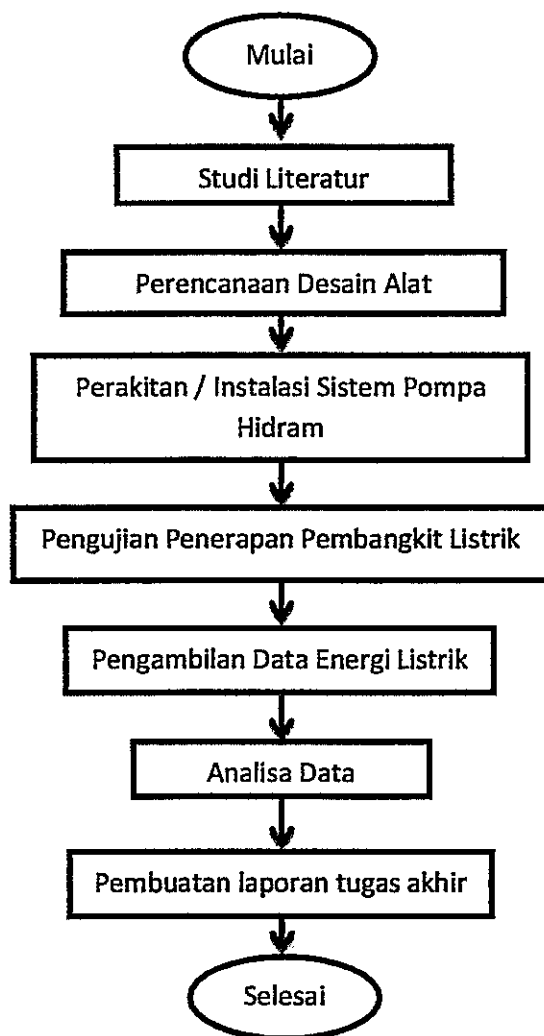 Mulai
Studi Literatur
Perencanaan Desain Alat
Perakitan / Instalasi Sistem Pompa
Hidram
Pengujian Penerapan Pembangkit Listrik
Pengambilan Data Energi Listrik
Analisa Data
Pembuatan laporan tugas akhir
Selesai